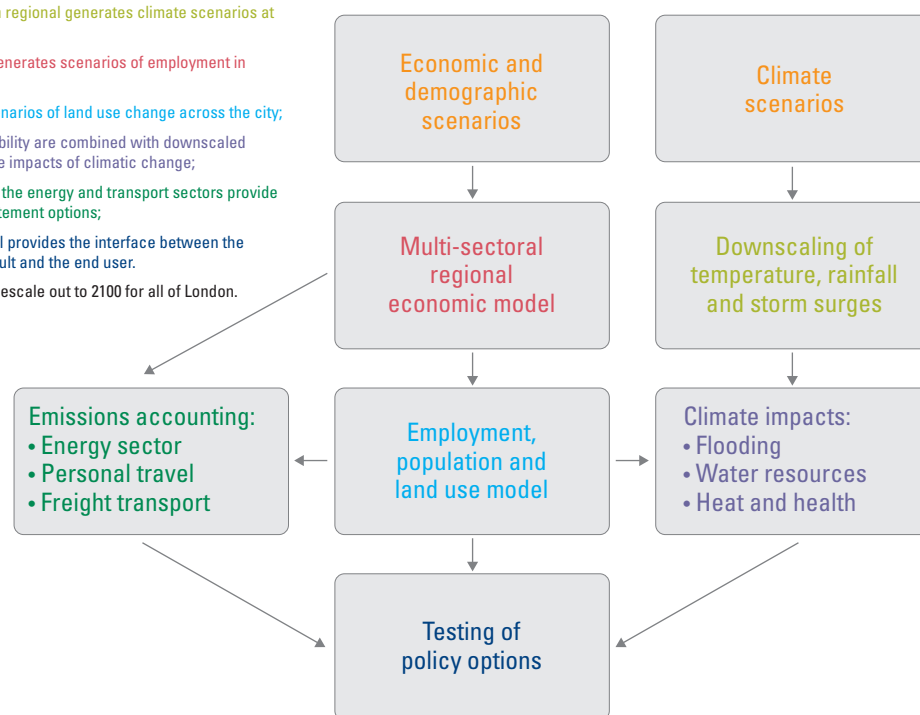 regional generates climate scenarios at
enerates scenarios of employment in
narios of land use change across the city;
bility are combined with downscaled
e impacts of climatic change;
the energy and transport sectors provide
tement options;
l provides the interface between the
ult and the end user.
escale out to 2100 for all of London.
Economic and
demographic
scenarios
Climate
scenarios
Multi-sectoral
regional
economic model
Downscaling of
temperature, rainfall
and storm surges
Emissions accounting:
• Energy sector
• Personal travel
• Freight transport
Employment,
population and
land use model
Climate impacts:
• Flooding
• Water resources
• Heat and health
Testing of
policy options